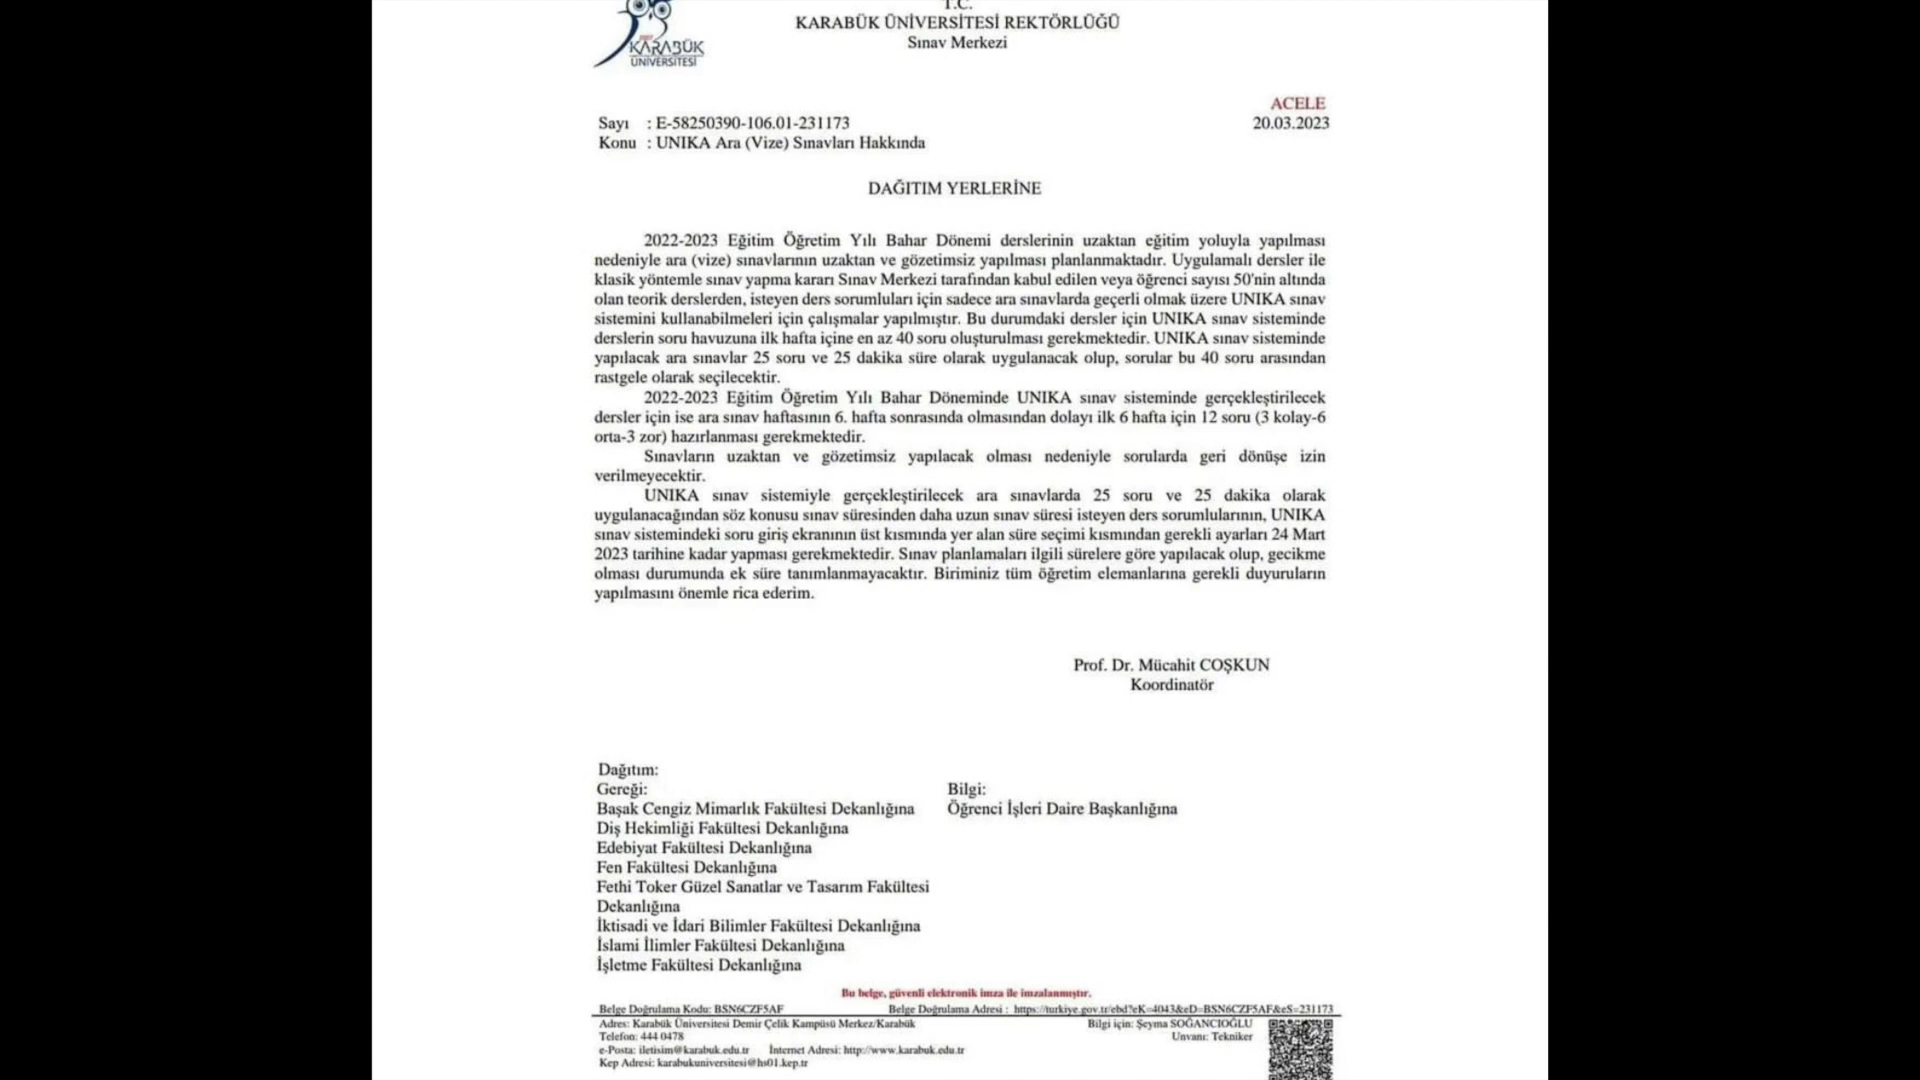 T.C.
KARABÜK ÜNİVERSİTESİ REKTÖRLÜĞÜ
Sınav Merkezi
KARABÜK
ÜNİVERSİTESİ
ACELE
Sayı : E-58250390-106.01-231173
20.03.2023
Konu : UNIKA Ara (Vize) Sınavları Hakkında
DAĞITIM YERLERİNE
2022-2023 Eğitim Öğretim Yılı Bahar Dönemi derslerinin uzaktan eğitim yoluyla yapılması
nedeniyle ara (vize) sınavlarının uzaktan ve gözetimsiz yapılması planlanmaktadır. Uygulamalı dersler ile
klasik yöntemle sınav yapma kararı Sınav Merkezi tarafından kabul edilen veya öğrenci sayısı 50'nin altında
olan teorik derslerden, isteyen ders sorumluları için sadece ara sınavlarda geçerli olmak üzere UNIKA sınav
sistemini kullanabilmeleri için çalışmalar yapılmıştır. Bu durumdaki dersler için UNIKA sınav sisteminde
derslerin soru havuzuna ilk hafta içine en az 40 soru oluşturulması gerekmektedir. UNIKA sınav sisteminde
yapılacak ara sınavlar 25 soru ve 25 dakika süre olarak uygulanacak olup, sorular bu 40 soru arasından
rastgele olarak seçilecektir.
2022-2023 Eğitim Öğretim Yılı Bahar Döneminde UNIKA sınav sisteminde gerçekleştirilecek
dersler için ise ara sınav haftasının 6. hafta sonrasında olmasından dolayı ilk 6 hafta için 12 soru (3 kolay-6
orta-3 zor) hazırlanması gerekmektedir.
Sınavların uzaktan ve gözetimsiz yapılacak olması nedeniyle sorularda geri dönüşe izin
verilmeyecektir.
UNIKA sınav sistemiyle gerçekleştirilecek ara sınavlarda 25 soru ve 25 dakika olarak
uygulanacağından söz konusu sınav süresinden daha uzun sınav süresi isteyen ders sorumlularının, UNIKA
sınav sistemindeki soru giriş ekranının üst kısmında yer alan süre seçimi kısmından gerekli ayarları 24 Mart
2023 tarihine kadar yapması gerekmektedir. Sınav planlamaları ilgili sürelere göre yapılacak olup, gecikme
olması durumunda ek süre tanımlanmayacaktır. Biriminiz tüm öğretim elemanlarına gerekli duyuruların
yapılmasını önemle rica ederim.
Prof. Dr. Mücahit COŞKUN
Koordinatör
Dağıtım:
Gereği:
Başak Cengiz Mimarlık Fakültesi Dekanlığına
Diş Hekimliği Fakültesi Dekanlığına
Edebiyat Fakültesi Dekanlığına
Fen Fakültesi Dekanlığına
Fethi Toker Güzel Sanatlar ve Tasarım Fakültesi
Dekanlığına
İktisadi ve İdari Bilimler Fakültesi Dekanlığına
İslami İlimler Fakültesi Dekanlığına
İşletme Fakültesi Dekanlığına
Bilgi:
Öğrenci İşleri Daire Başkanlığına
Bu belge, güvenli elektronik imza ile imzalanmıştır.
Belge Doğrulama Kodu: BSN6CZF5AF
Belge Doğrulama Adresi : https://turkiye.gov.tr/ebd?eK=4043&eD=BSN6CZF5AF&eS=231173
Adres: Karabük Üniversitesi Demir Çelik Kampüsü Merkez/Karabük
Telefon: 444 0478
e-Posta: iletisim@karabuk.edu.tr İnternet Adresi: http://www.karabuk.edu.tr
Kep Adresi: karabukuniversitesi@hs01.kep.tr
Bilgi için: Şeyma SOĞANCIOĞLU
Unvanı: Tekniker